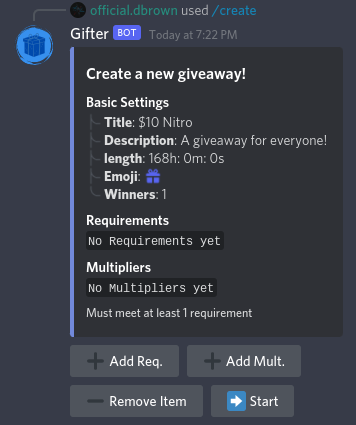 official.dbrown used /create
Gifter BOT Today at 7:22 PM
Create a new giveaway!
Basic Settings
Title: $10 Nitro
Description: A giveaway for everyone!
length: 168h: 0m: 0s
Emoji:
Winners: 1
Requirements
No Requirements yet
Multipliers
No Multipliers yet
Must meet at least 1 requirement
Add Req. Add Mult.
Remove Item Start